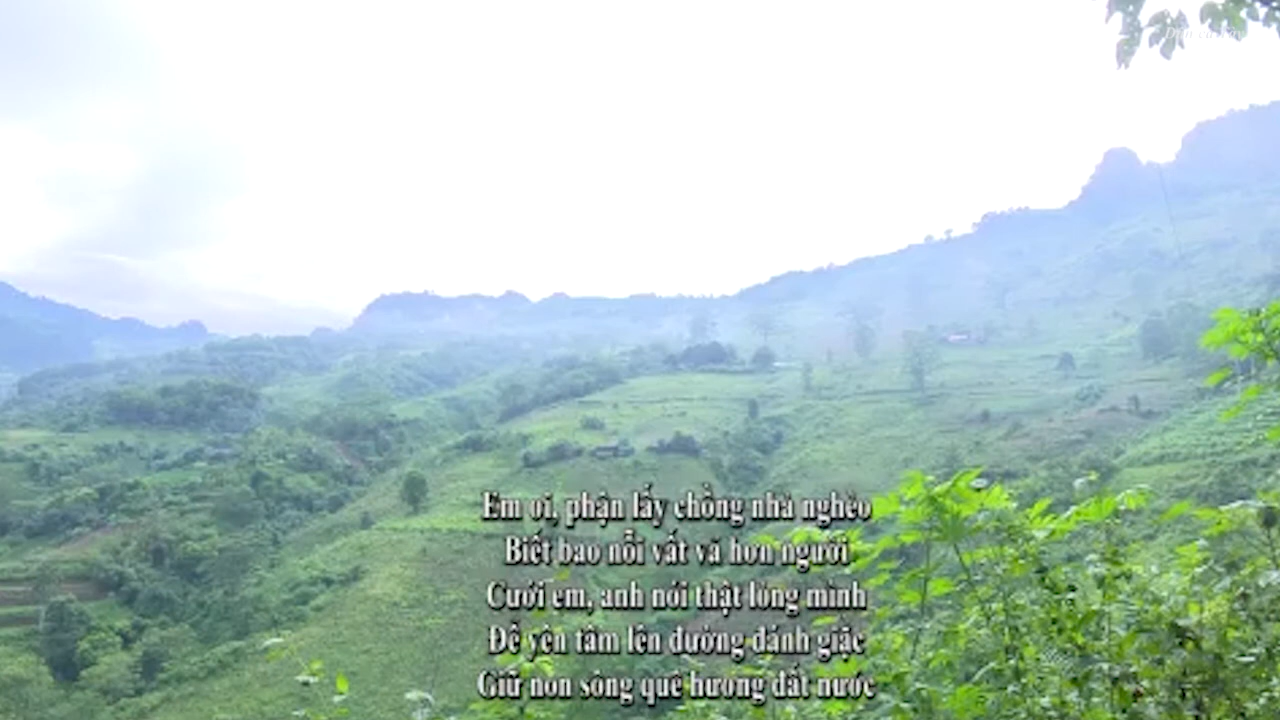 Em ơi, phận lấy chồng nhà nghèo
Biết bao nỗi vất vả hơn người
Cưới em, anh nói thật lòng mình
Để yên tâm lên đường đánh giặc
Giữ non sông quê hương đất nước